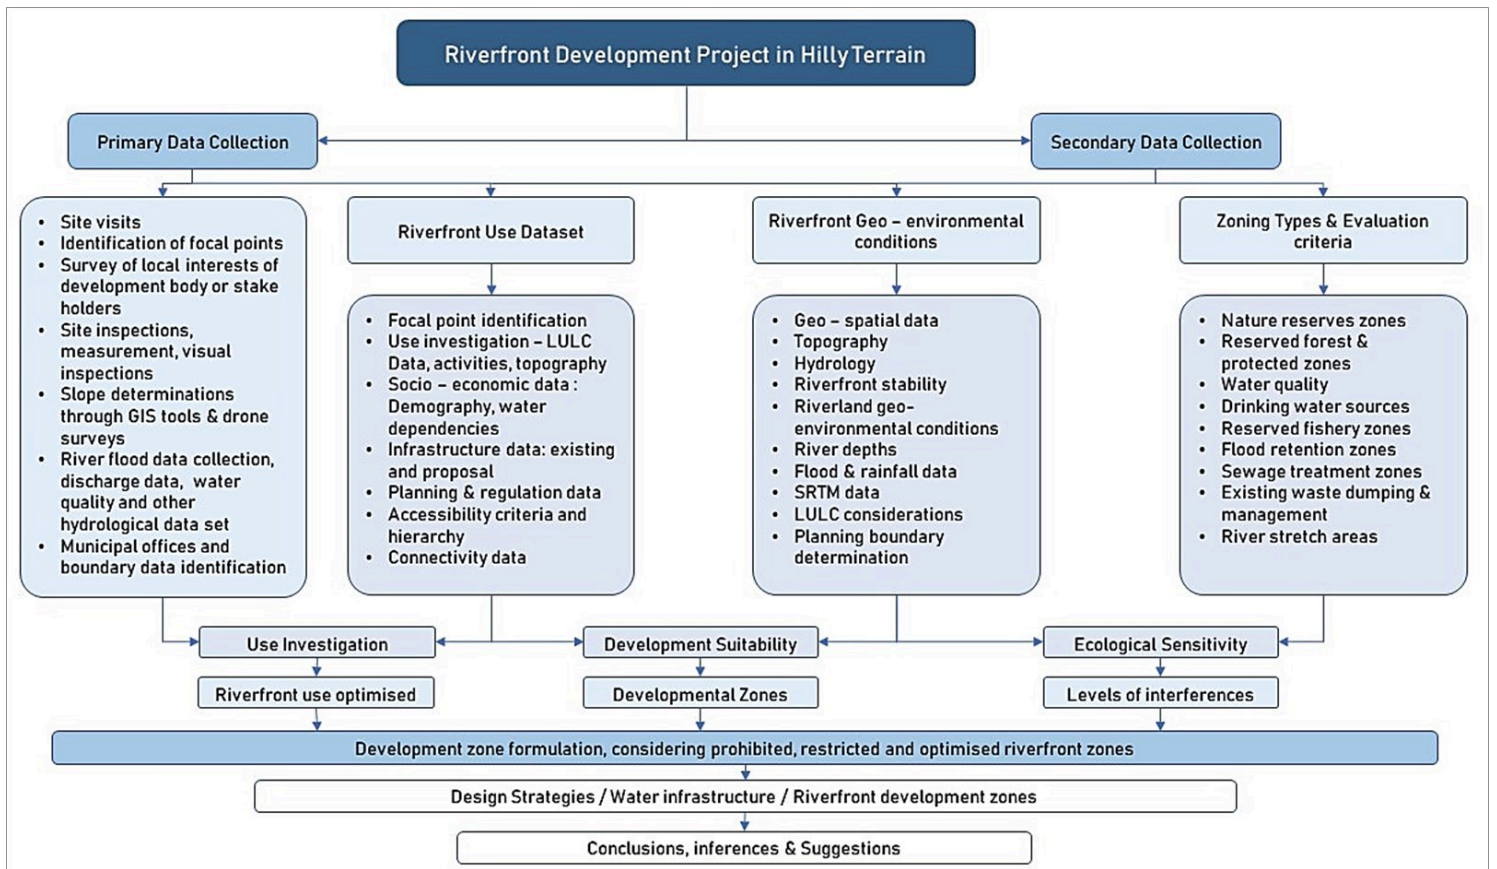 Riverfront Development Project in Hilly Terrain
Primary Data Collection
Secondary Data Collection
• Site visits
• Identification of focal points
• Survey of local interests of
development body or stake
holders
• Site inspections,
measurement, visual
inspections
• Slope determinations
through GIS tools & drone
surveys
• River flood data collection,
discharge data, water
quality and other
hydrological data set
• Municipal offices and
boundary data identification
Riverfront Use Dataset
• Focal point identification
• Use investigation – LULC
Data, activities, topography
• Socio – economic data :
Demography, water
dependencies
• Infrastructure data: existing
and proposal
• Planning & regulation data
• Accessibility criteria and
hierarchy
• Connectivity data
Riverfront Geo – environmental
conditions
• Geo – spatial data
• Topography
• Hydrology
• Riverfront stability
• Riverland geo–
environmental conditions
• River depths
• Flood & rainfall data
• SRTM data
• LULC considerations
• Planning boundary
determination
Zoning Types & Evaluation
criteria
• Nature reserves zones
• Reserved forest &
protected zones
• Water quality
• Drinking water sources
• Reserved fishery zones
• Flood retention zones
• Sewage treatment zones
• Existing waste dumping &
management
• River stretch areas
Use Investigation
Development Suitability
Ecological Sensitivity
Riverfront use optimised
Developmental Zones
Levels of interferences
Development zone formulation, considering prohibited, restricted and optimised riverfront zones
Design Strategies / Water infrastructure / Riverfront development zones
Conclusions, inferences & Suggestions